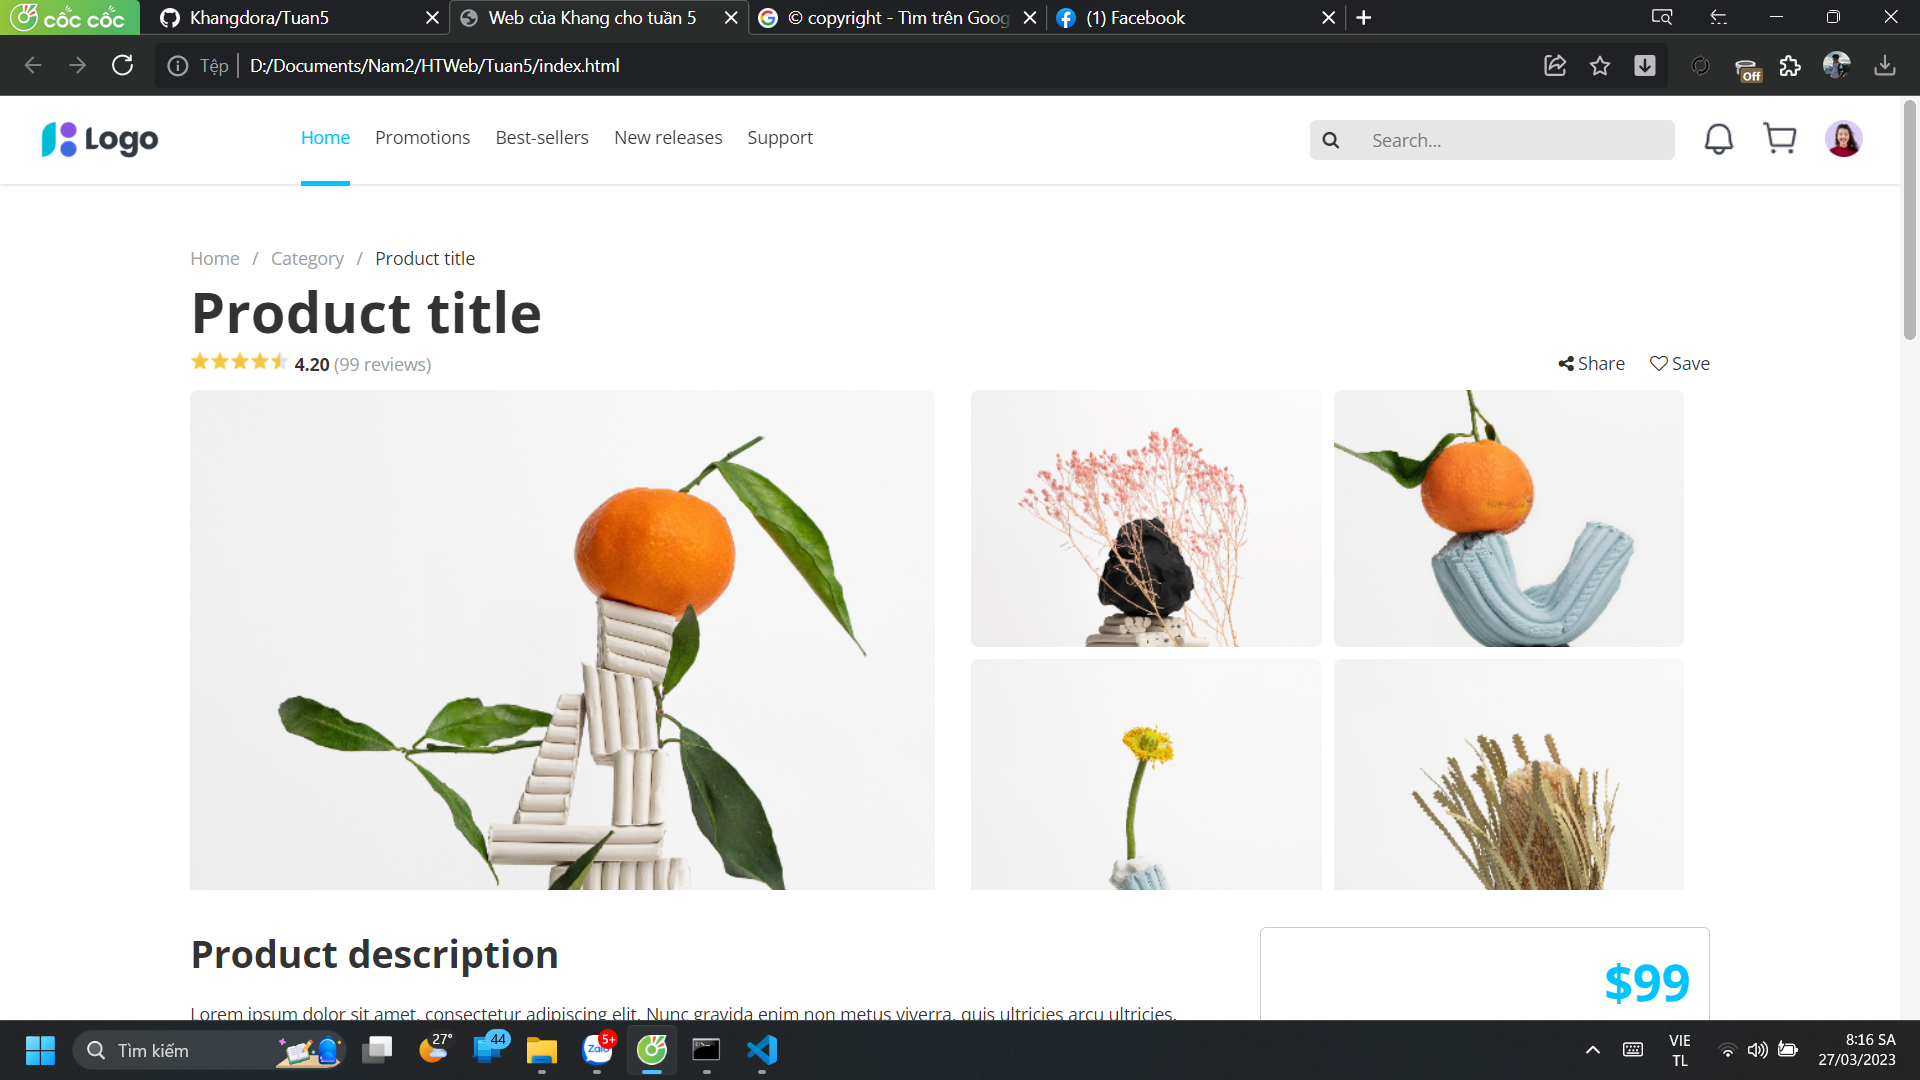 cốc cốc
Khangdora/Tuan5
Web của Khang cho tuần 5
© copyright - Tìm trên Goog
(1) Facebook
Tệp
D:/Documents/Nam2/HTWeb/Tuan5/index.html
Off
Logo
Home
Promotions
Best-sellers
New releases
Support
Search...
Home / Category / Product title
Product title
4.20 (99 reviews)
Share
Save
Product description
$99
Lorem ipsum dolor sit amet, consectetur adipiscing elit. Nunc gravida enim non metus viverra, quis ultricies arcu ultricies.
Tìm kiếm
27°
44
Zalo
5+
VIE
TL
8:16 SA
27/03/2023